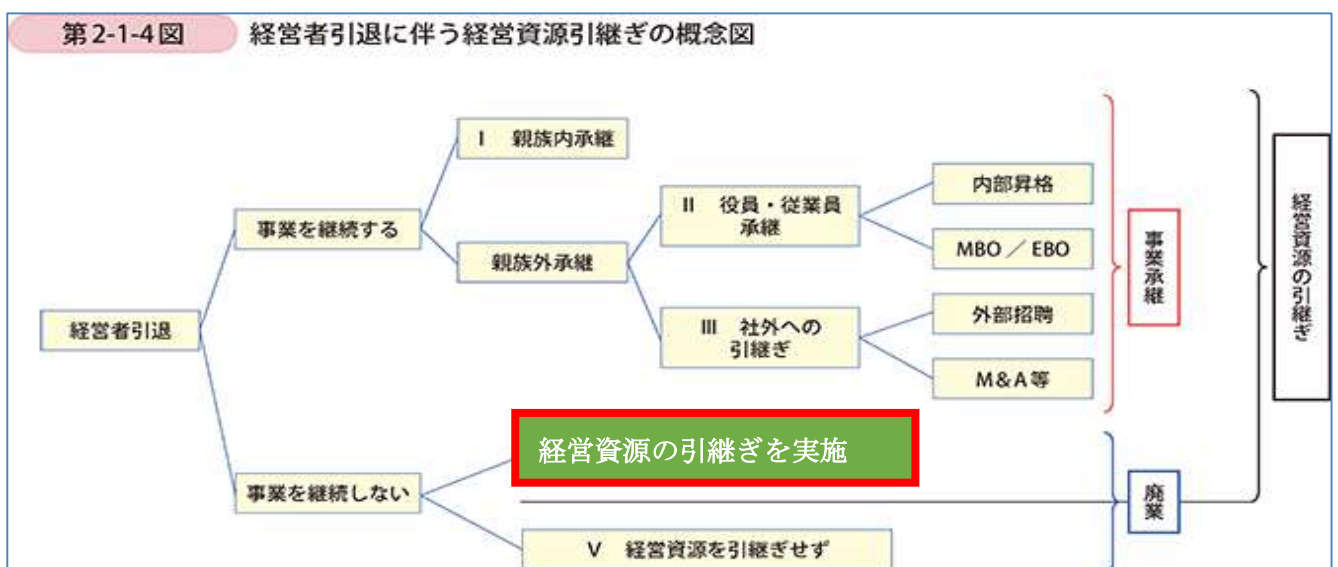 第2-1-4図 経営者引退に伴う経営資源引継ぎの概念図
Ⅰ 親族内承継
事業を継続する
親族外承継
Ⅱ 役員・従業員
承継
内部昇格
MBO／EBO
Ⅲ 社外への
引継ぎ
外部招聘
M&A等
事業承継
経営資源の引継ぎ
経営者引退
事業を継続しない
経営資源の引継ぎを実施
Ⅴ 経営資源を引継ぎせず
廃業